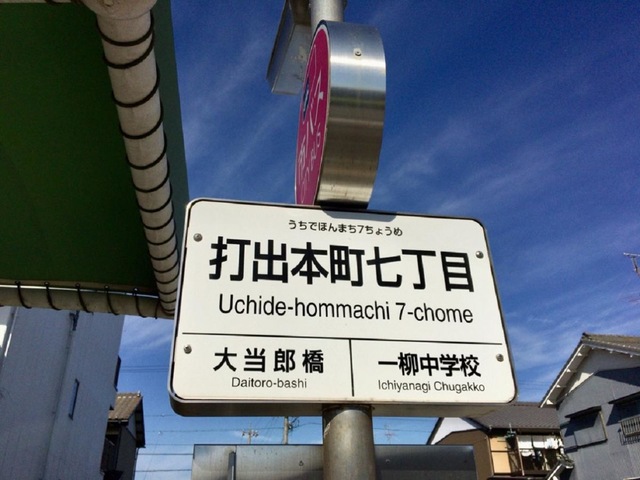 うちでほんまち7ちょうめ
打出本町七丁目
Uchide-hommachi 7-chome
大当郎橋
Daitoro-bashi
一柳中学校
Ichiyanagi Chugakko